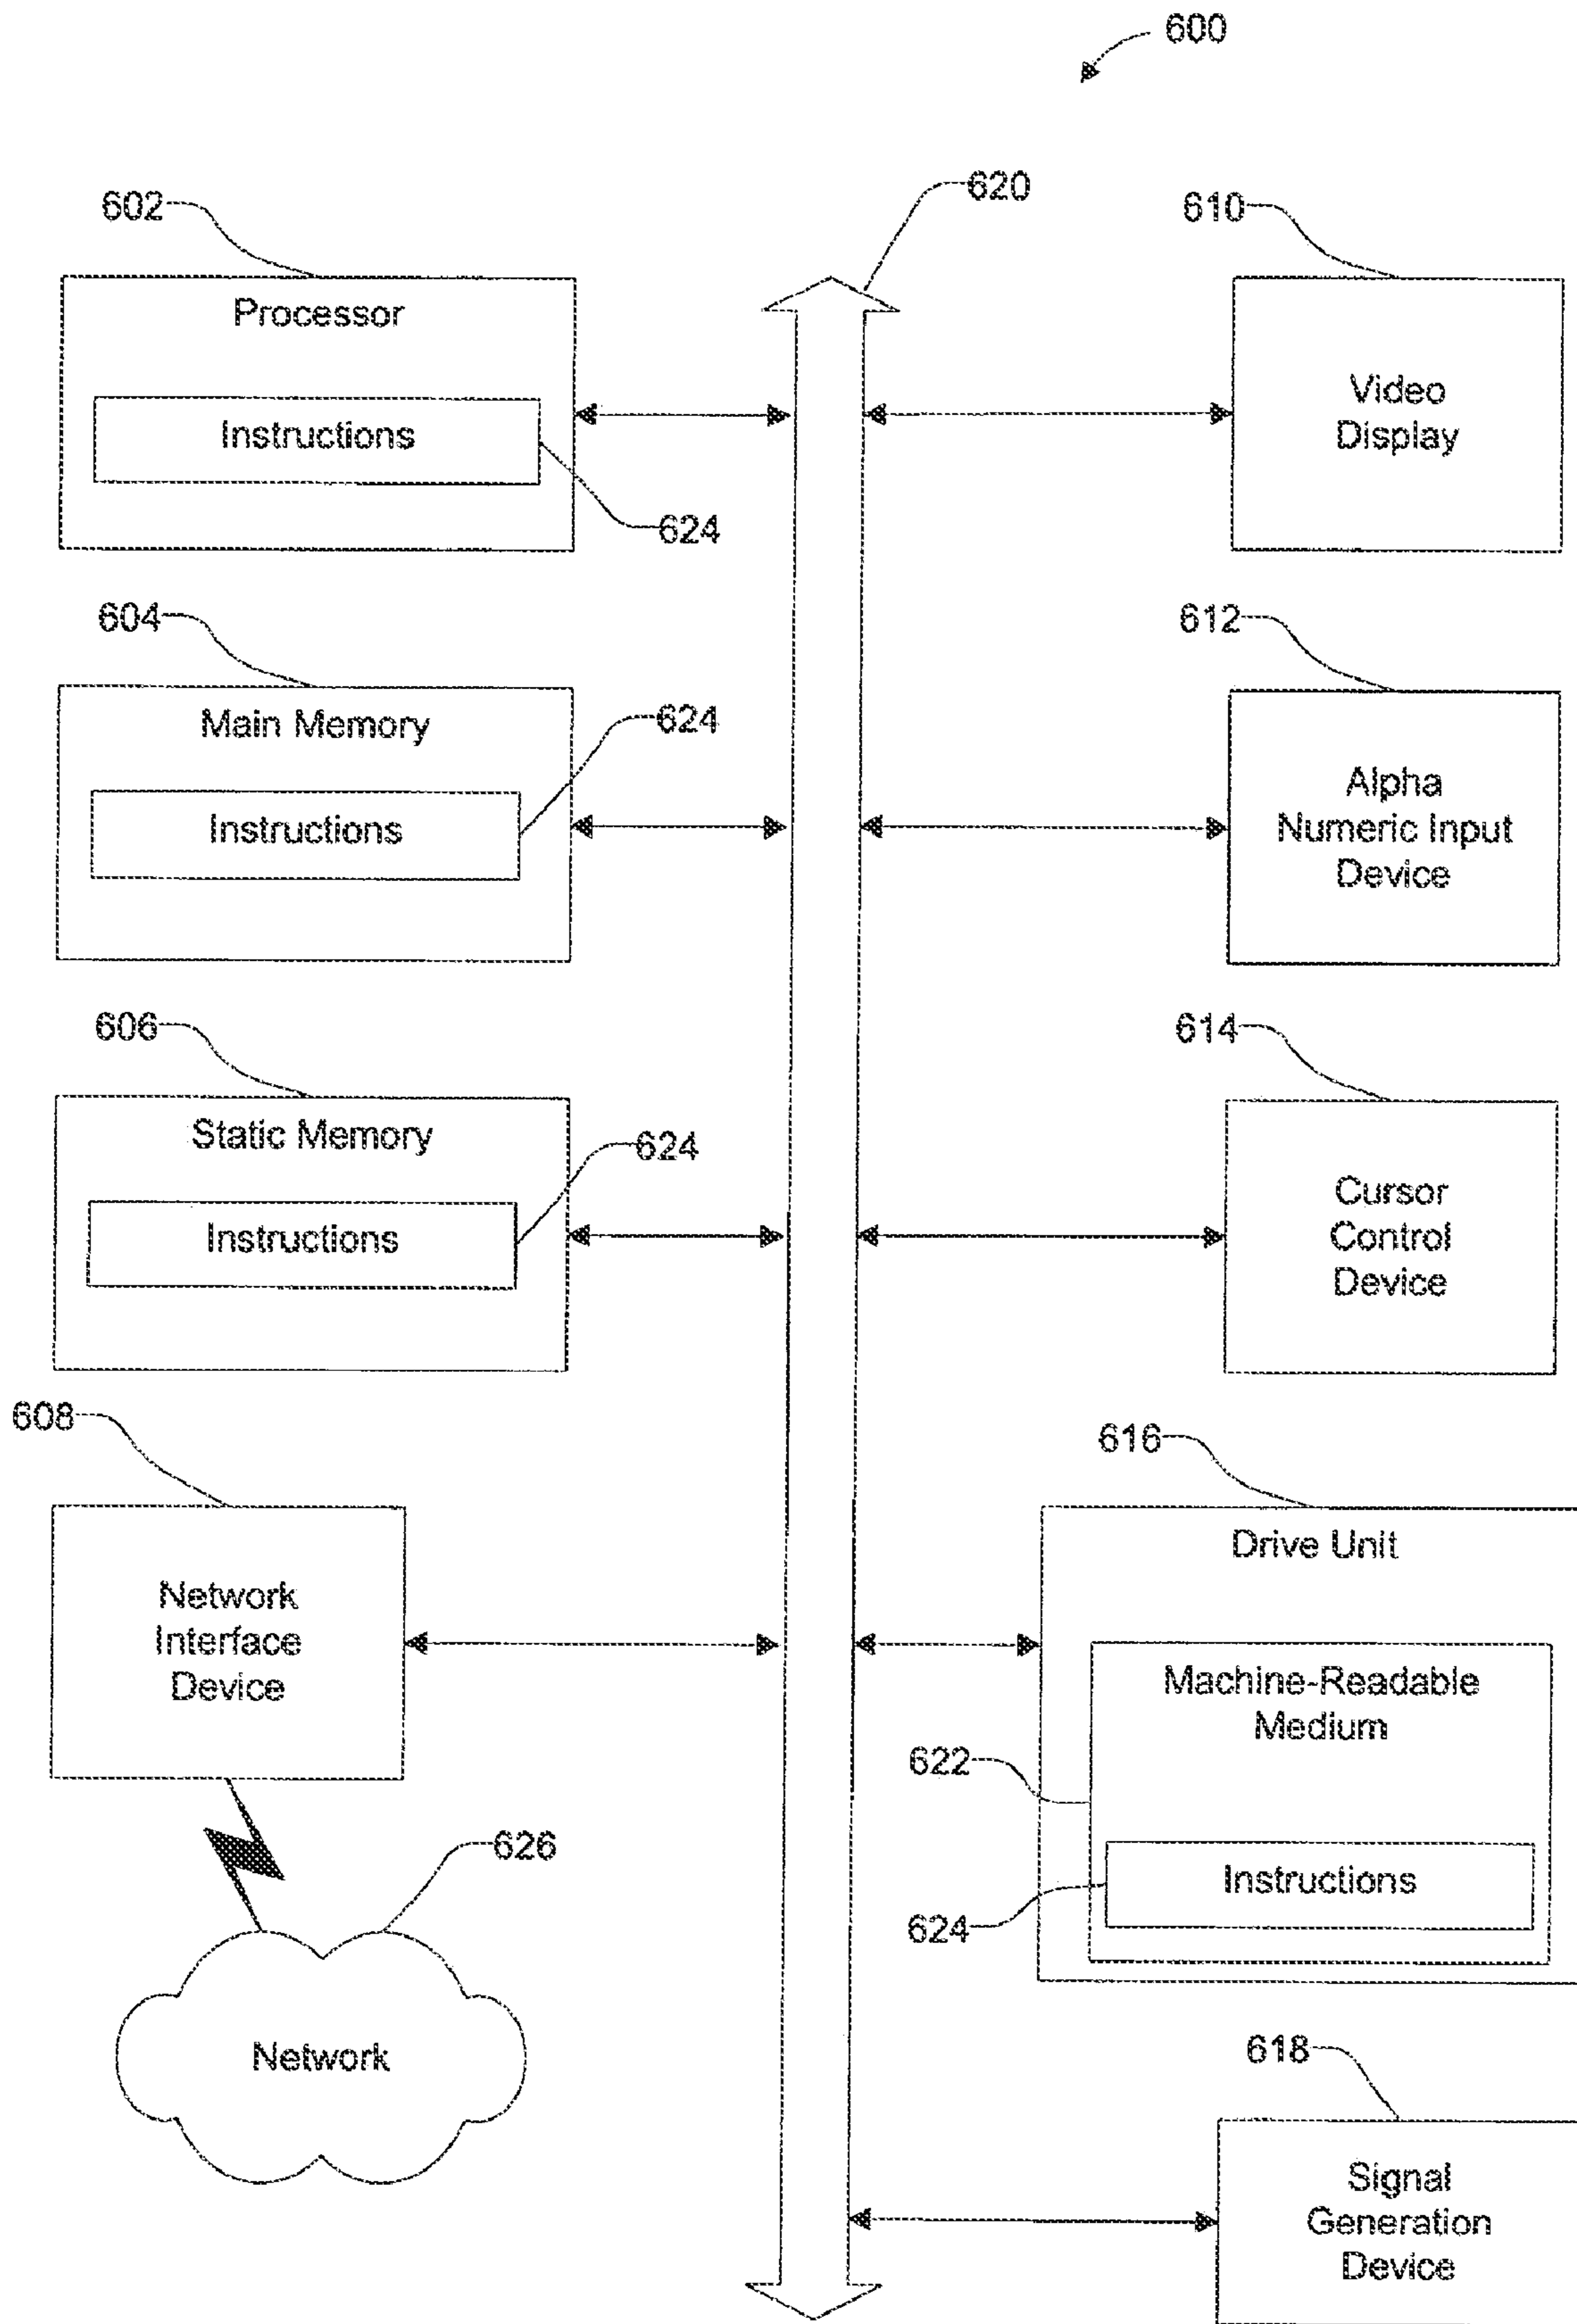 600
620
602
610
Processor
Instructions
624
Video
Display
604
612
Main Memory
624
Instructions
Alpha
Numeric Input
Device
606
614
Static Memory
624
Instructions
Cursor
Control
Device
608
616
Network
Interface
Device
Drive Unit
Machine-Readable
Medium
622
Instructions
624
626
Network
618
Signal
Generation
Device